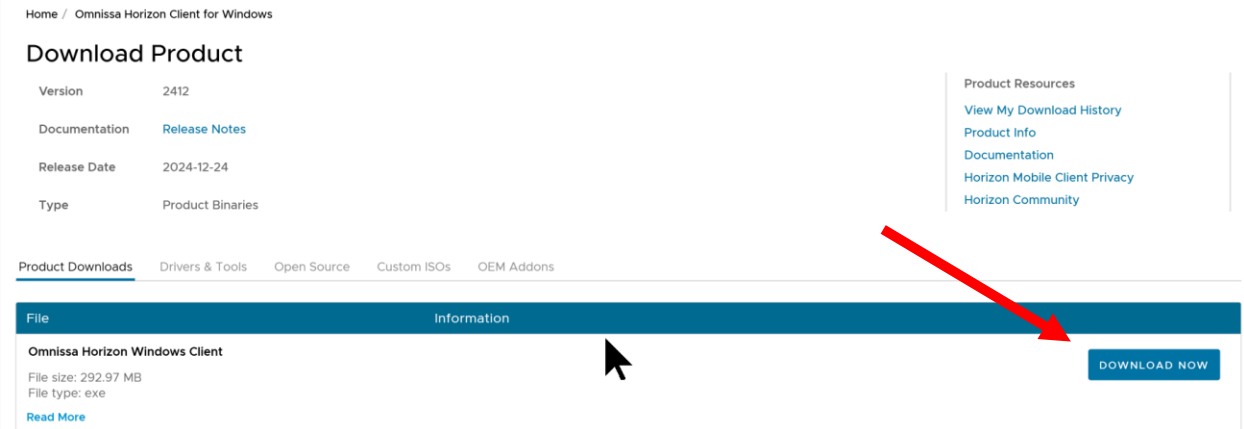 Home / Omnissa Horizon Client for Windows
Download Product
Version 2412
Documentation Release Notes
Release Date 2024-12-24
Type Product Binaries
Product Resources
View My Download History
Product Info
Documentation
Horizon Mobile Client Privacy
Horizon Community
Product Downloads Drivers & Tools Open Source Custom ISOs OEM Addons
File Information
Omnissa Horizon Windows Client
File size: 292.97 MB
File type: exe
Read More
DOWNLOAD NOW